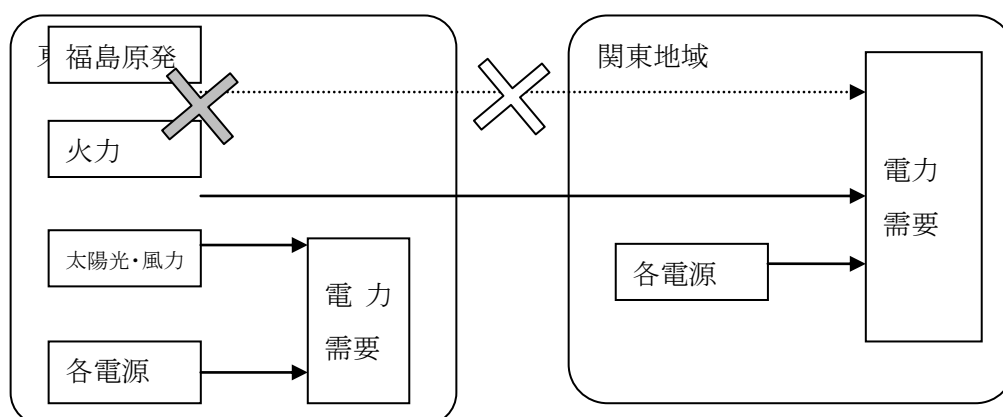 福島原発
火力
太陽光・風力
各電源
電 力
需要
関東地域
各電源
電力
需要